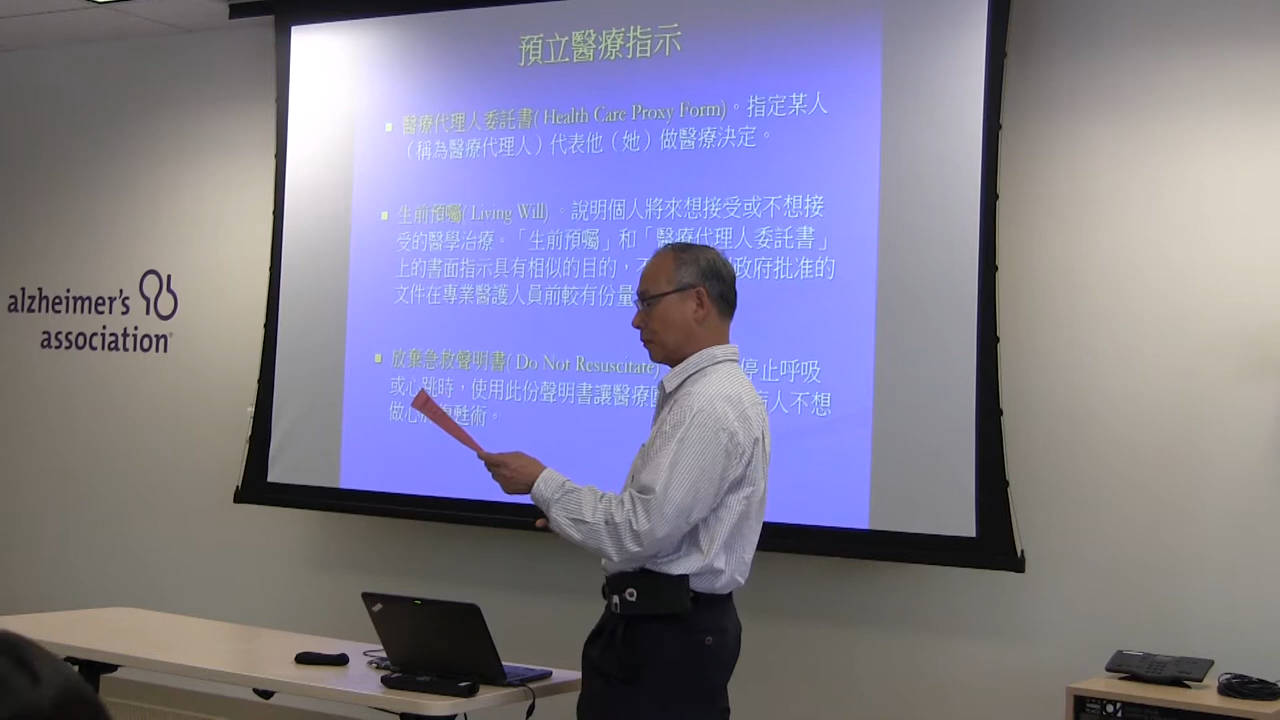 預立醫療指示
醫療代理人委託書( Health Care Proxy Form) 。指定某人
（稱為醫療代理人）代表他（她）做醫療決定。
生前預囑( Living Will) 。說明個人將來想接受或不想接
受的醫學治療。「生前預囑」和「醫療代理人委託書」
上的書面指示具有相似的目的，不 政府批准的
文件在專業醫護人員前較有份量
放棄急救聲明書( Do Not Resuscitate) 停止呼吸
或心跳時，使用此份聲明書讓醫療 病人不想
做心 復甦術。
alzheimer's
association